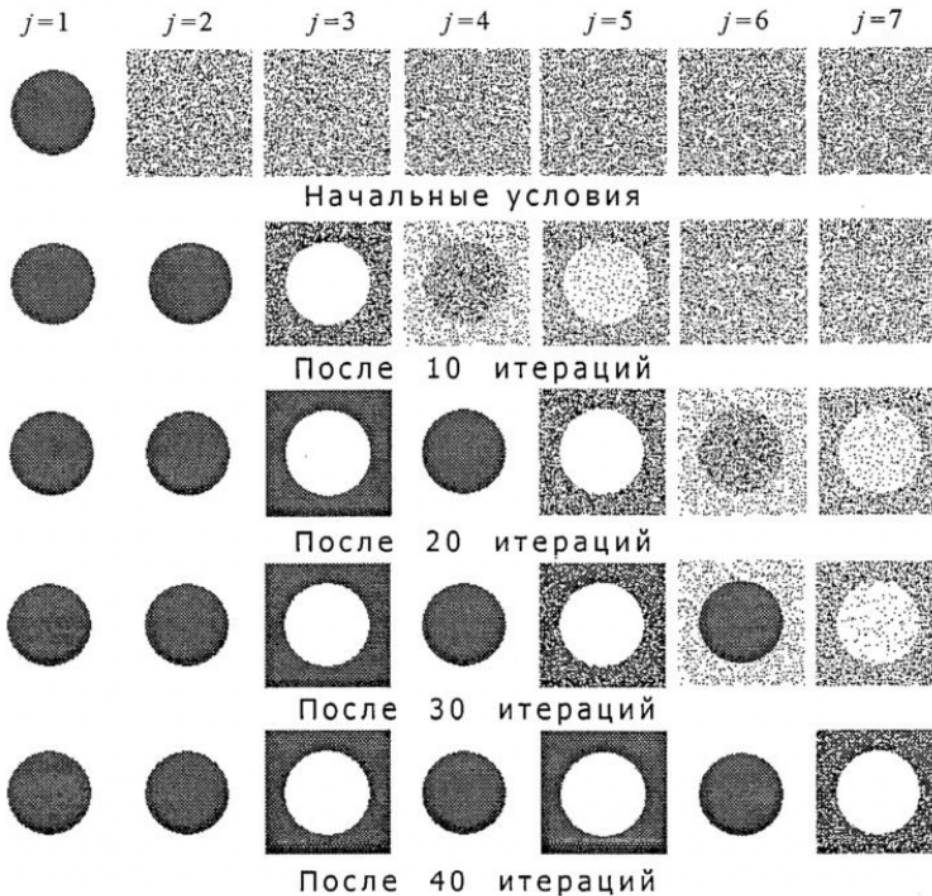 j=1 j=2 j=3 j=4 j=5 j=6 j=7
Начальные условия
После 10 итераций
После 20 итераций
После 30 итераций
После 40 итераций